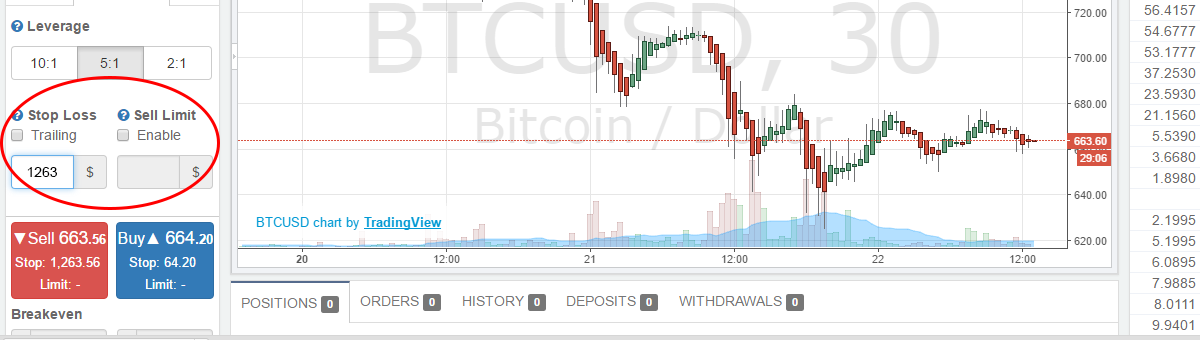 Leverage
10:1 5:1 2:1
Stop Loss Sell Limit
Trailing Enable
1263 $ $
▼Sell 663.56 Buy▲ 664.20
Stop: 1,263.56 Stop: 64.20
Limit: - Limit: -
Breakeven
BTCUSD, 30
Bitcoin / Dollar
720.00
700.00
680.00
663.60
29:06
640.00
620.00
BTCUSD chart by TradingView
20 12:00 21 12:00 22 12:00
POSITIONS 0 ORDERS 0 HISTORY 0 DEPOSITS 0 WITHDRAWALS 0
56.4157
54.6777
53.1777
37.2530
23.5930
21.1560
5.5390
3.6680
1.8980
2.1995
5.1995
6.0895
7.9885
8.0111
9.9401